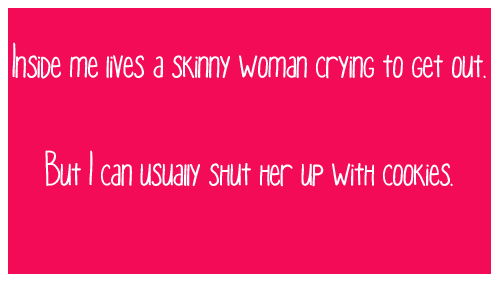 Inside me lives a skinny woman crying to get out.
But I can usually shut her up with cookies.